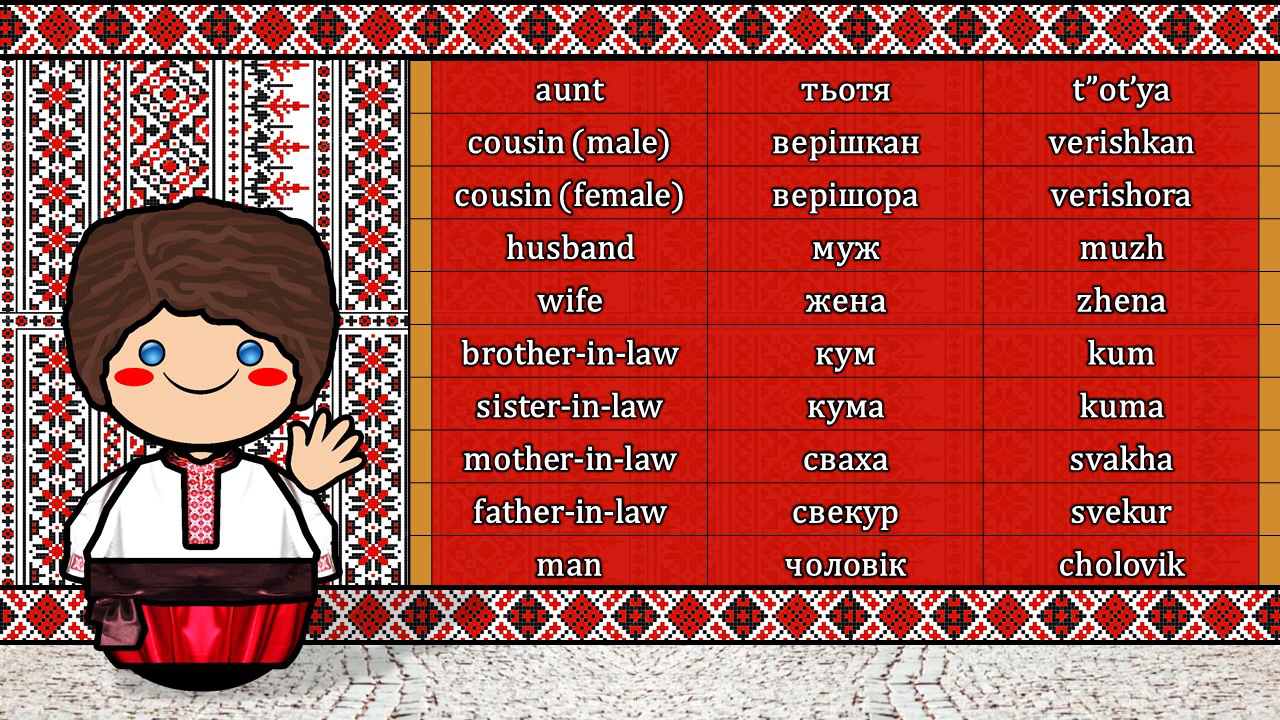 aunt тьотя t”ot’ya
cousin (male) верішкан verishkan
cousin (female) верішора verishora
husband муж muzh
wife жена zhena
brother-in-law кум kum
sister-in-law кума kuma
mother-in-law сваха svakha
father-in-law свекур svekur
man чоловік cholovik